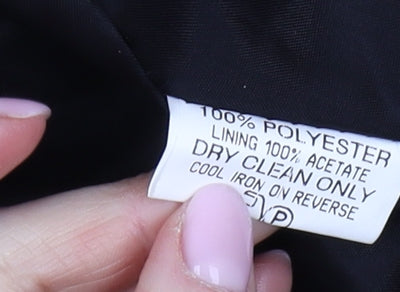 100% POLYESTER
LINING 100% ACETATE
DRY CLEAN ONLY
COOL IRON ON REVERSE
P